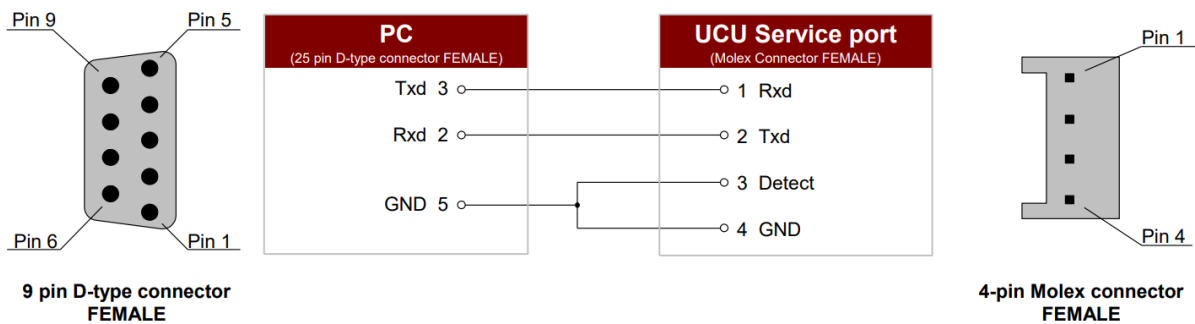 Pin 9
Pin 5
Pin 6
Pin 1
9 pin D-type connector
FEMALE
PC
(25 pin D-type connector FEMALE)
Txd 3
Rxd 2
GND 5
UCU Service port
(Molex Connector FEMALE)
1 Rxd
2 Txd
3 Detect
4 GND
Pin 1
Pin 4
4-pin Molex connector
FEMALE